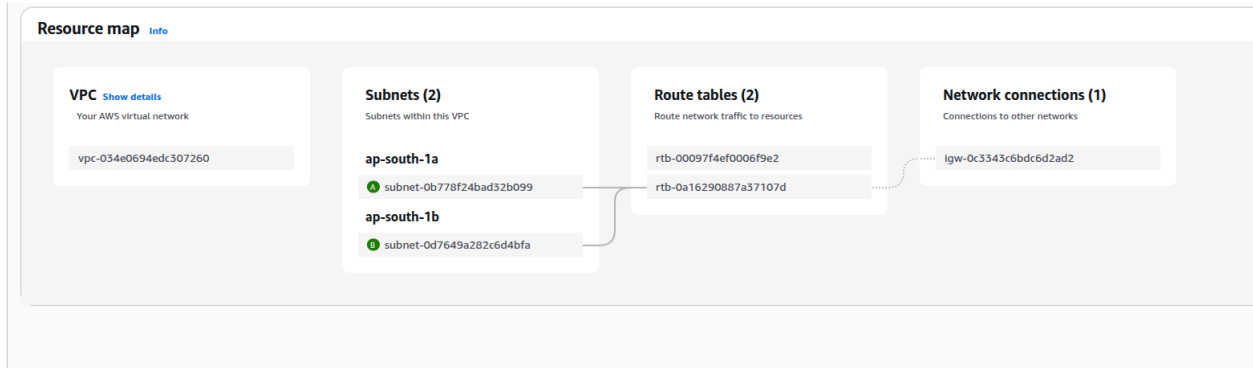 Resource map Info
VPC Show details
Your AWS virtual network
vpc-034e0694edc307260
Subnets (2)
Subnets within this VPC
ap-south-1a
A subnet-0b778f24bad32b099
ap-south-1b
B subnet-0d7649a282c6d4bfa
Route tables (2)
Route network traffic to resources
rtb-00097f4ef0006f9e2
rtb-0a16290887a37107d
Network connections (1)
Connections to other networks
igw-0c3343c6bdc6d2ad2